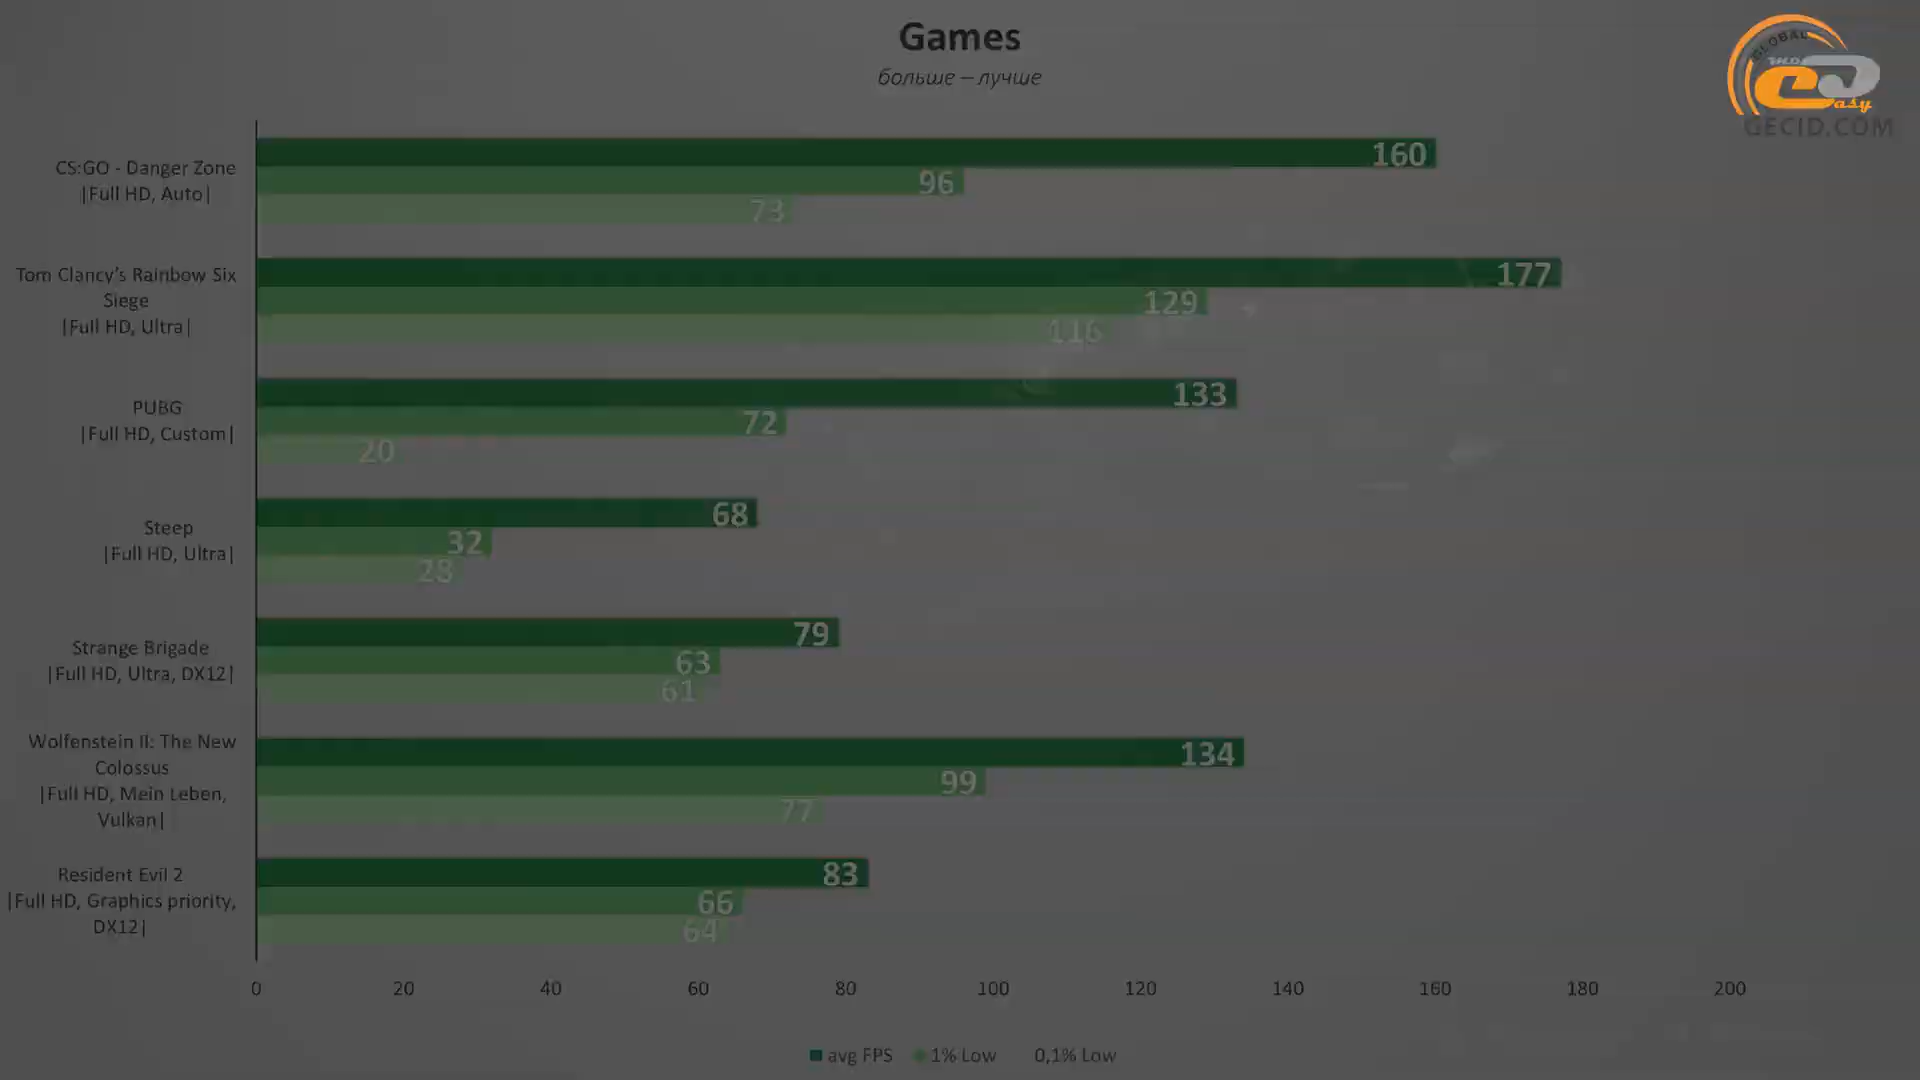 Games
больше – лучше
GLOBAL
asy
GECID.COM
CS:GO - Danger Zone
|Full HD, Auto|
160
96
73
Tom Clancy's Rainbow Six
Siege
|Full HD, Ultra|
177
129
116
PUBG
|Full HD, Custom|
133
72
20
Steep
|Full HD, Ultra|
68
32
28
Strange Brigade
|Full HD, Ultra, DX12|
79
63
61
Wolfenstein II: The New
Colossus
|Full HD, Mein Leben,
Vulkan|
134
99
77
Resident Evil 2
|Full HD, Graphics priority,
DX12|
83
66
64
0 20 40 60 80 100 120 140 160 180 200
avg FPS 1% Low 0,1% Low